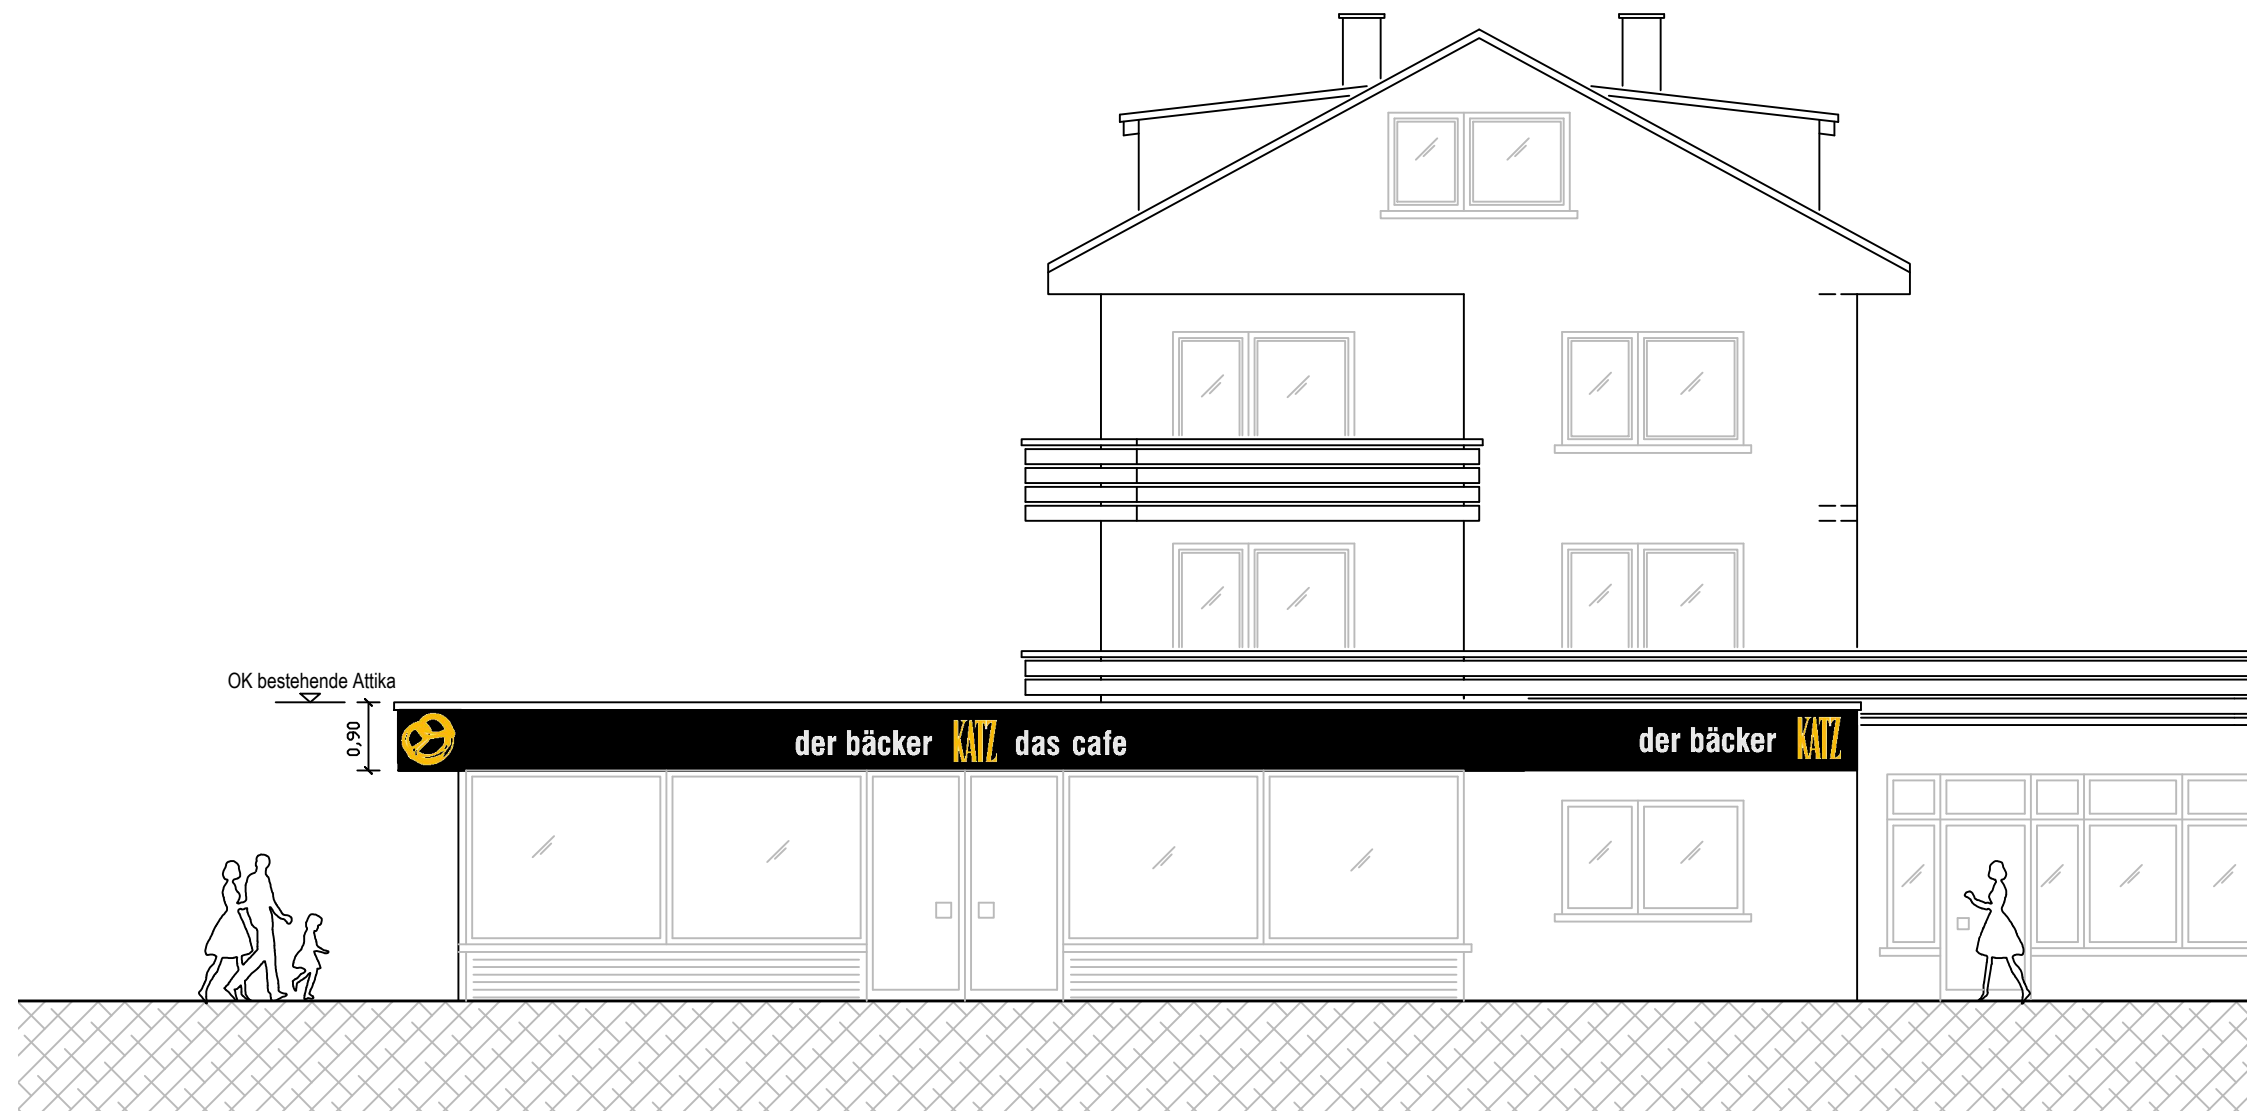 OK bestehende Attika
0,90
der bäcker KATZ das cafe
der bäcker KATZ